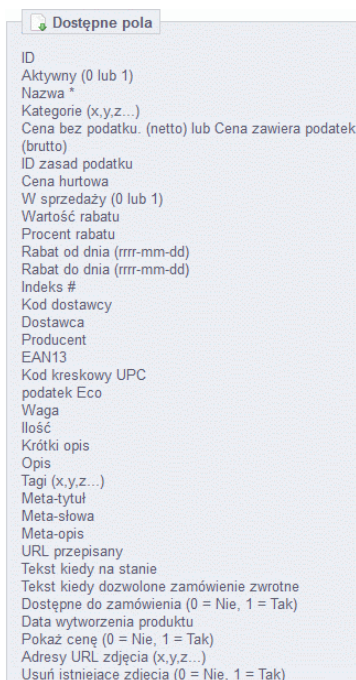 Dostępne pola
ID
Aktywny (0 lub 1)
Nazwa *
Kategorie (x,y,z...)
Cena bez podatku. (netto) lub Cena zawiera podatek
(brutto)
ID zasad podatku
Cena hurtowa
W sprzedaży (0 lub 1)
Wartość rabatu
Procent rabatu
Rabat od dnia (rrrr-mm-dd)
Rabat do dnia (rrrr-mm-dd)
Indeks #
Kod dostawcy
Dostawca
Producent
EAN13
Kod kreskowy UPC
podatek Eco
Waga
Ilość
Krótki opis
Opis
Tagi (x,y,z...)
Meta-tytuł
Meta-słowa
Meta-opis
URL przepisany
Tekst kiedy na stanie
Tekst kiedy dozwolone zamówienie zwrotne
Dostępne do zamówienia (0 = Nie, 1 = Tak)
Data wytworzenia produktu
Pokaż cenę (0 = Nie, 1 = Tak)
Adresy URL zdjęcia (x,y,z...)
Usuń istniejące zdjęcia (0 = Nie, 1 = Tak)